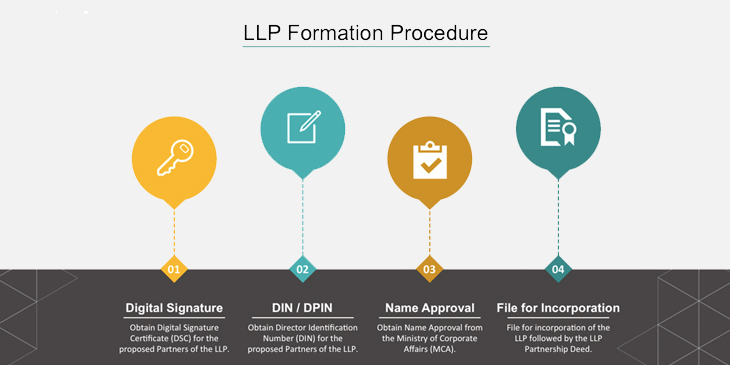 LLP Formation Procedure
01
02
03
04
Digital Signature
Obtain Digital Signature
Certificate (DSC) for the
proposed Partners of the LLP.
DIN / DPIN
Obtain Director Identification
Number (DIN) for the
proposed Partners of the LLP.
Name Approval
Obtain Name Approval from
the Ministry of Corporate
Affairs (MCA).
File for Incorporation
File for incorporation of the
LLP followed by the LLP
Partnership Deed.